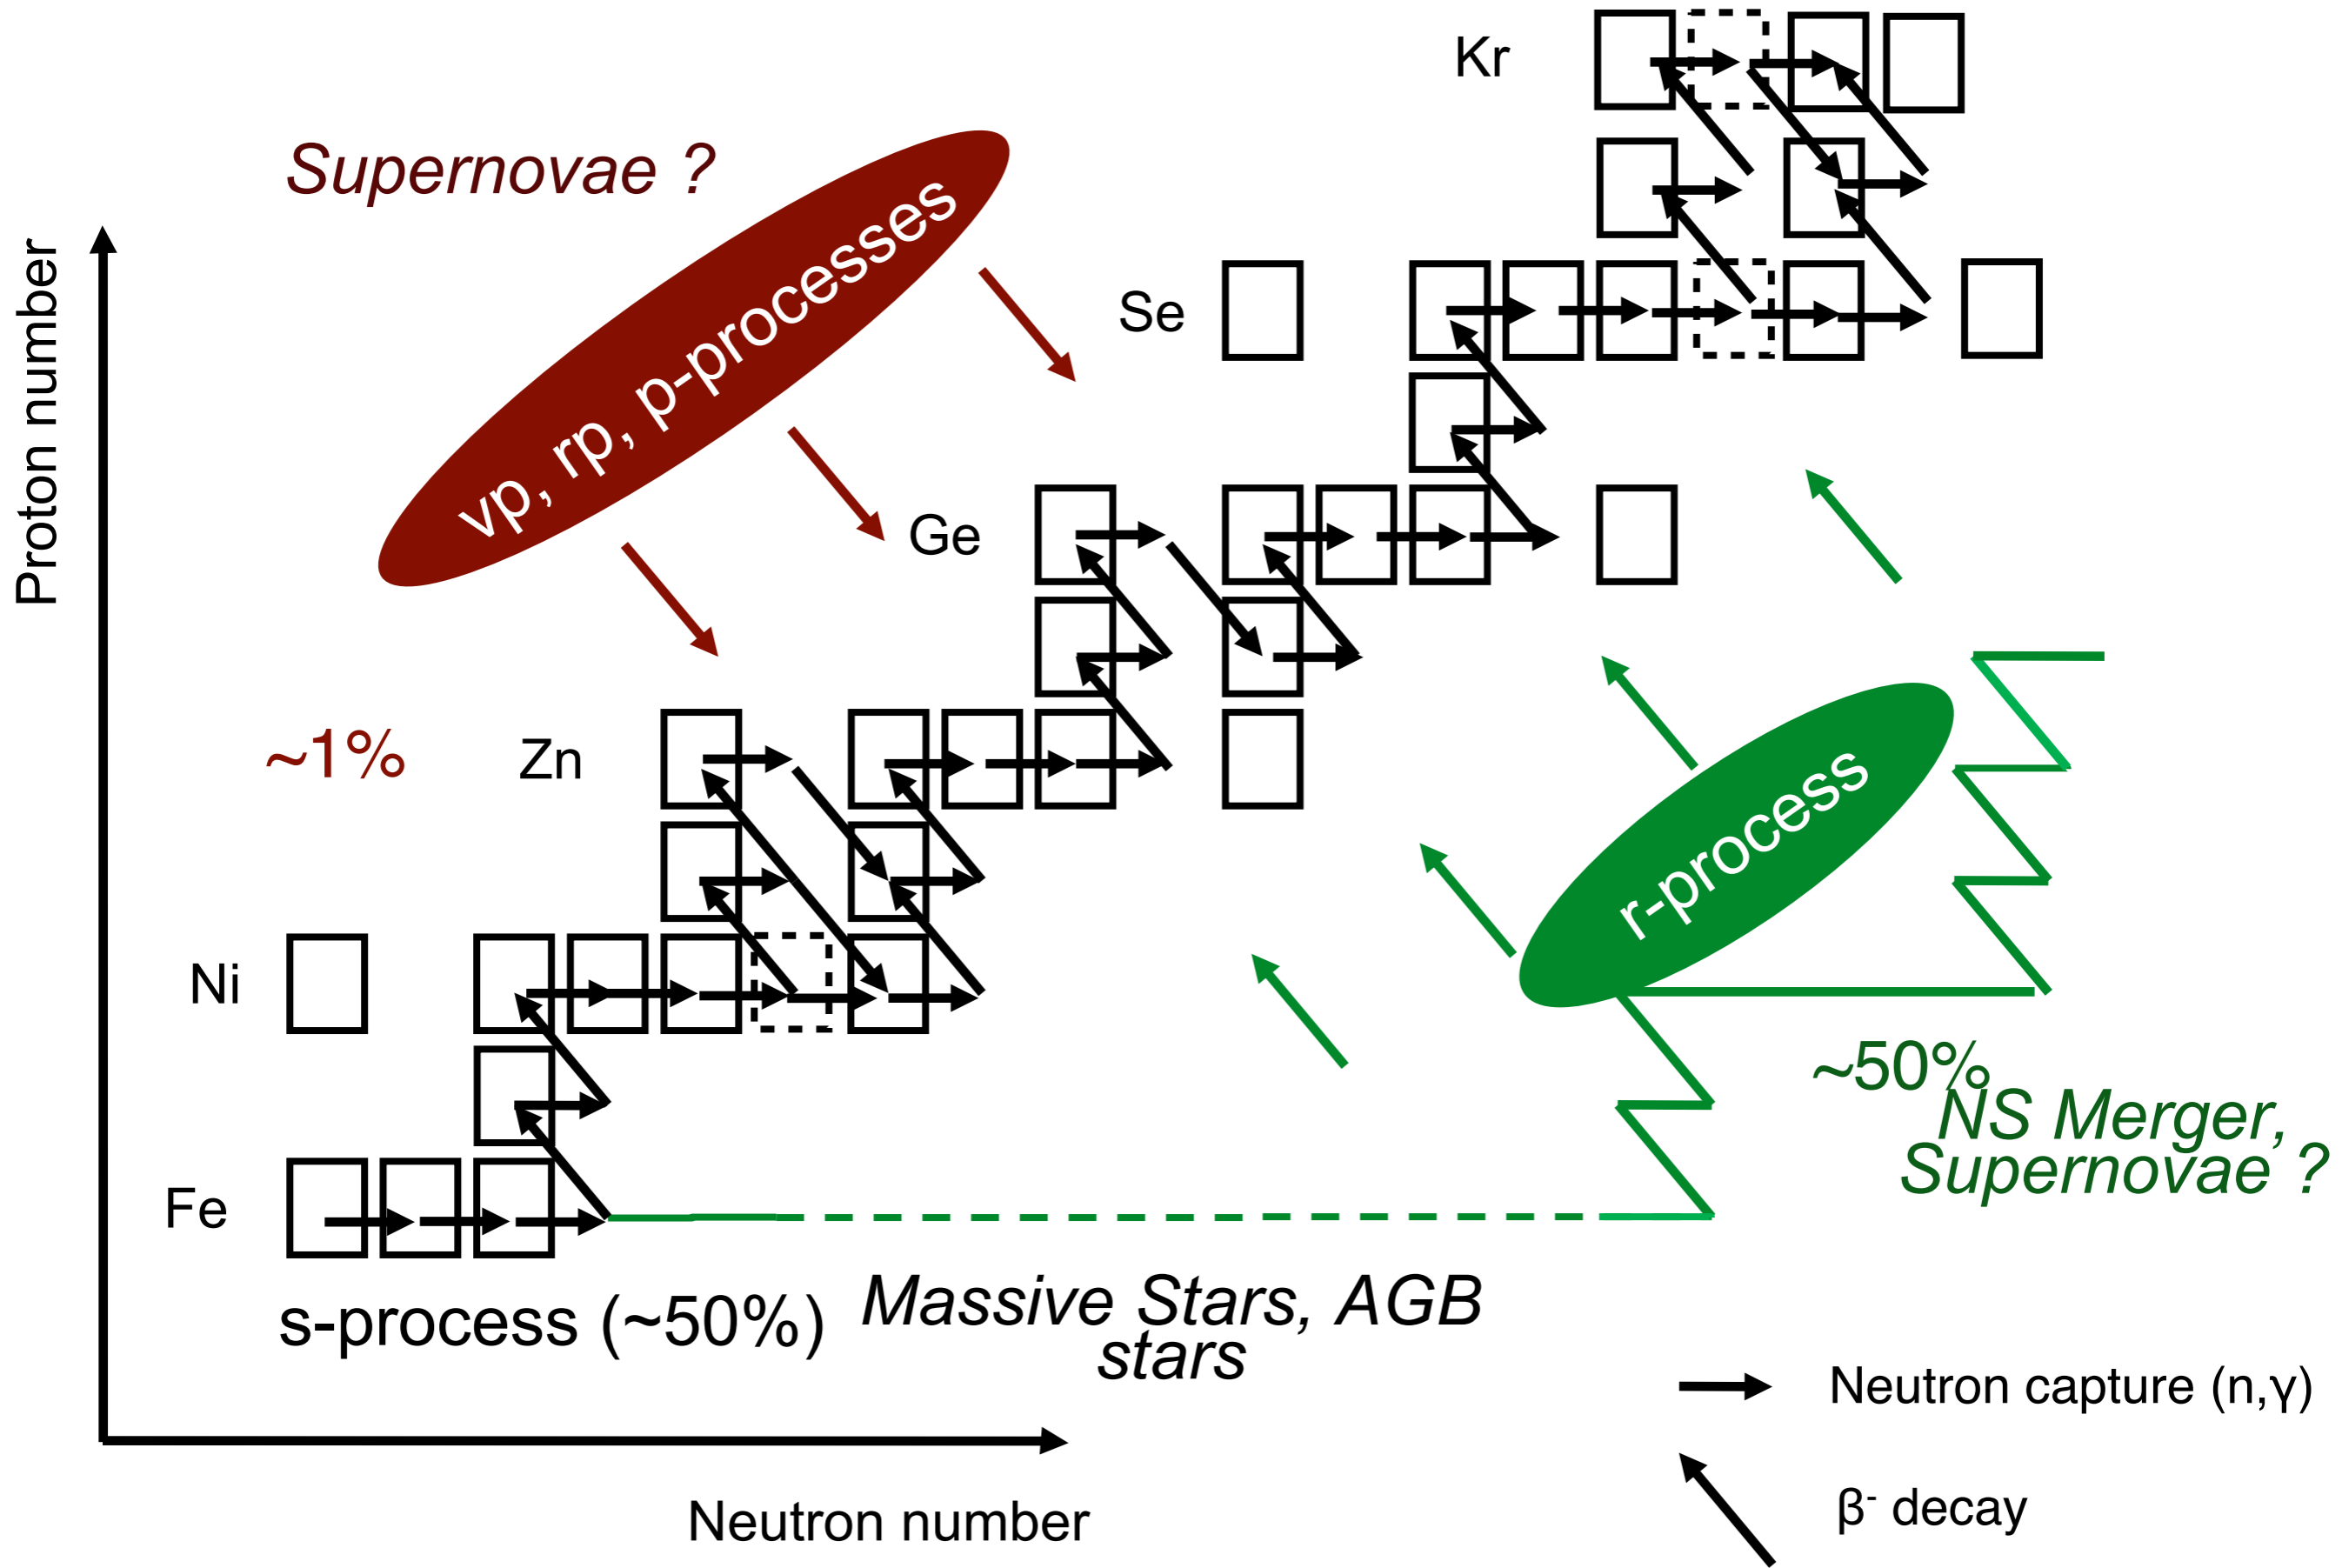 Kr
Supernovae ?
νp, rp, p-processes
Proton number
Se
Ge
~1%
Zn
r-process
Ni
~50%
NS Merger,
Supernovae ?
Fe
s-process (~50%)
Massive Stars, AGB
stars
Neutron capture (n,γ)
Neutron number
β- decay